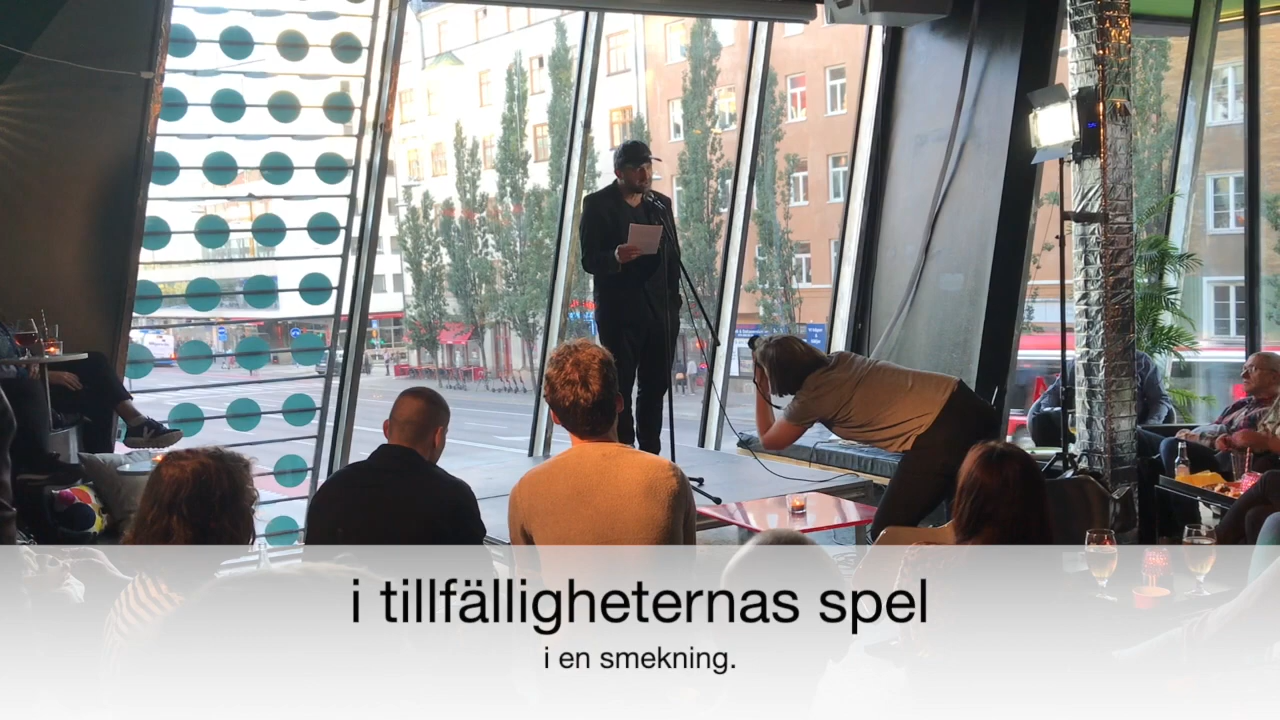 i tillfälligheternas spel
i en smekning.